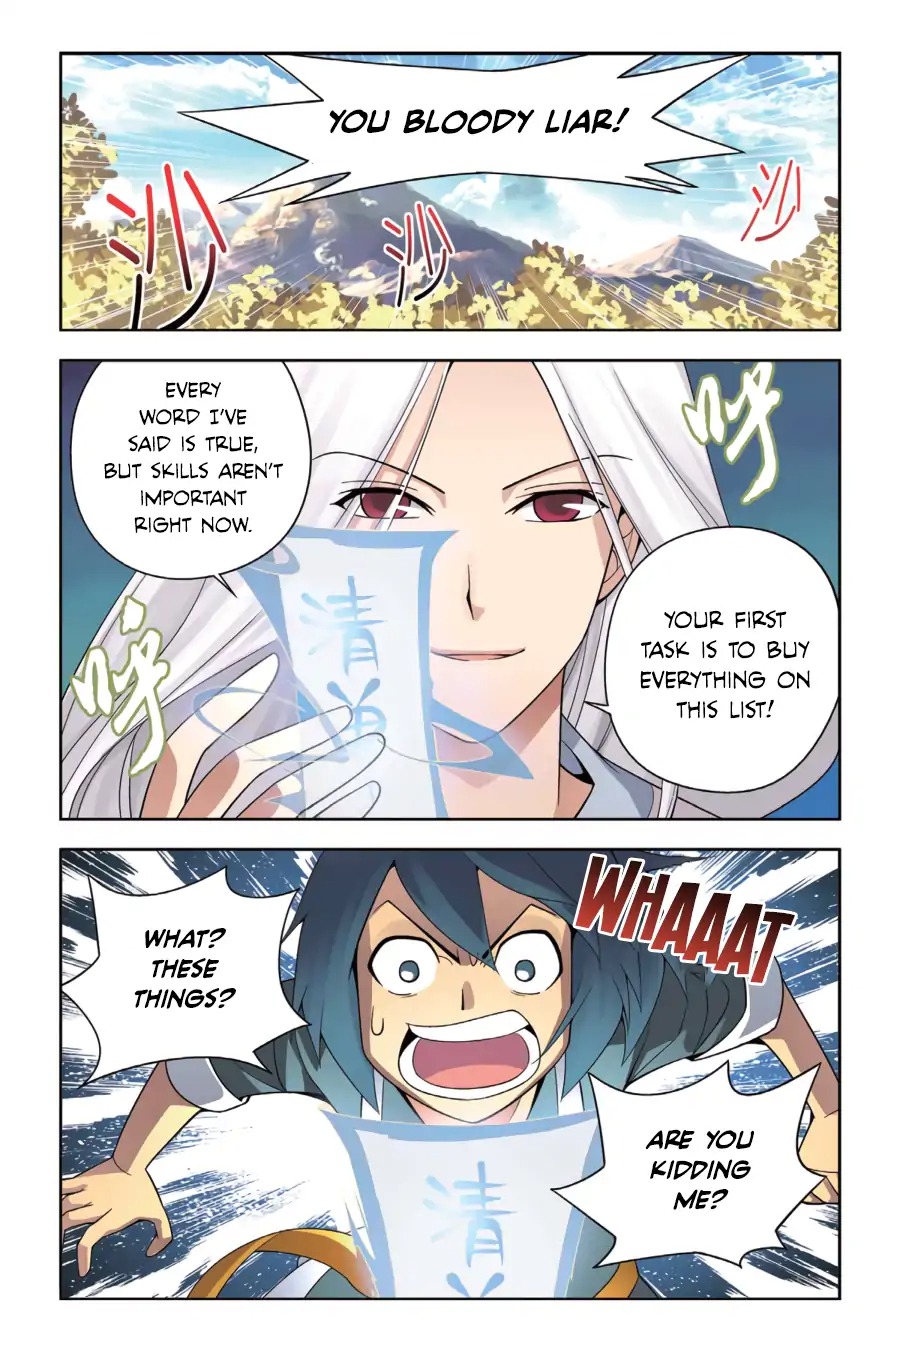 YOU BLOODY LIAR!
沙
沙
沙
EVERY
WORD I'VE
SAID IS TRUE,
BUT SKILLS AREN'T
IMPORTANT
RIGHT NOW.
呼
清单
呼
YOUR FIRST
TASK IS TO BUY
EVERYTHING ON
THIS LIST!
WHAAAT
WHAT?
THESE
THINGS?
ARE YOU
KIDDING
ME?
清